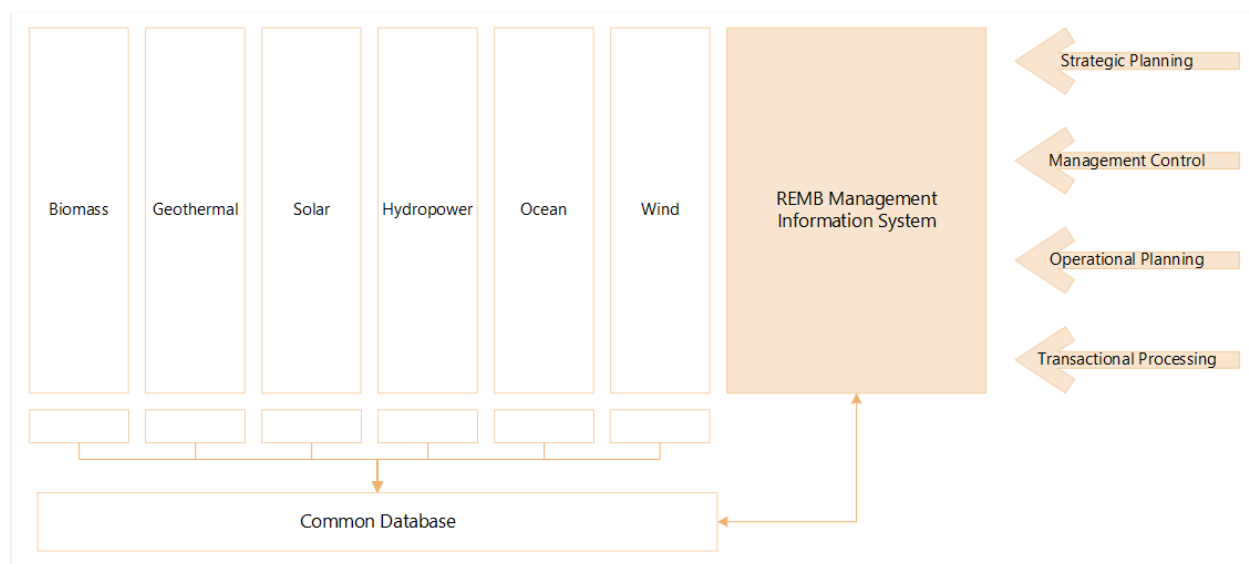 Biomass
Geothermal
Solar
Hydropower
Ocean
Wind
REMB Management
Information System
Strategic Planning
Management Control
Operational Planning
Transactional Processing
Common Database